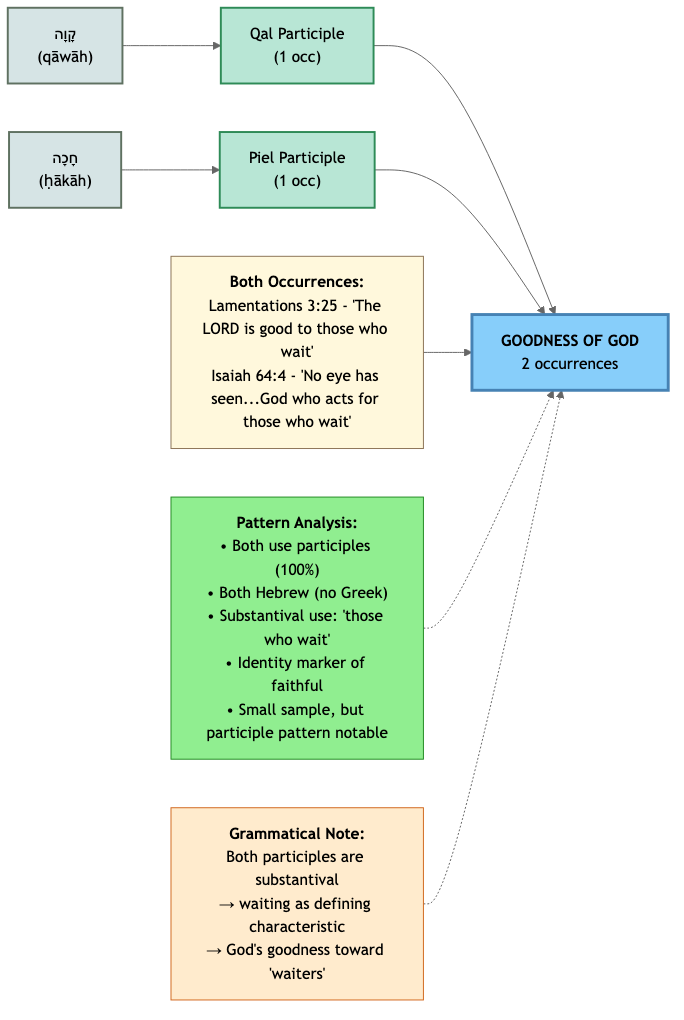 קָוָה
(qāwāh)
Qal Participle
(1 occ)
חָכָה
(ḥākāh)
Piel Participle
(1 occ)
Both Occurrences:
Lamentations 3:25 - 'The
LORD is good to those who
wait'
Isaiah 64:4 - 'No eye has
seen...God who acts for
those who wait'
GOODNESS OF GOD
2 occurrences
Pattern Analysis:
• Both use participles
(100%)
• Both Hebrew (no Greek)
• Substantival use: 'those
who wait'
• Identity marker of
faithful
• Small sample, but
participle pattern notable
Grammatical Note:
Both participles are
substantival
→ waiting as defining
characteristic
→ God's goodness toward
'waiters'